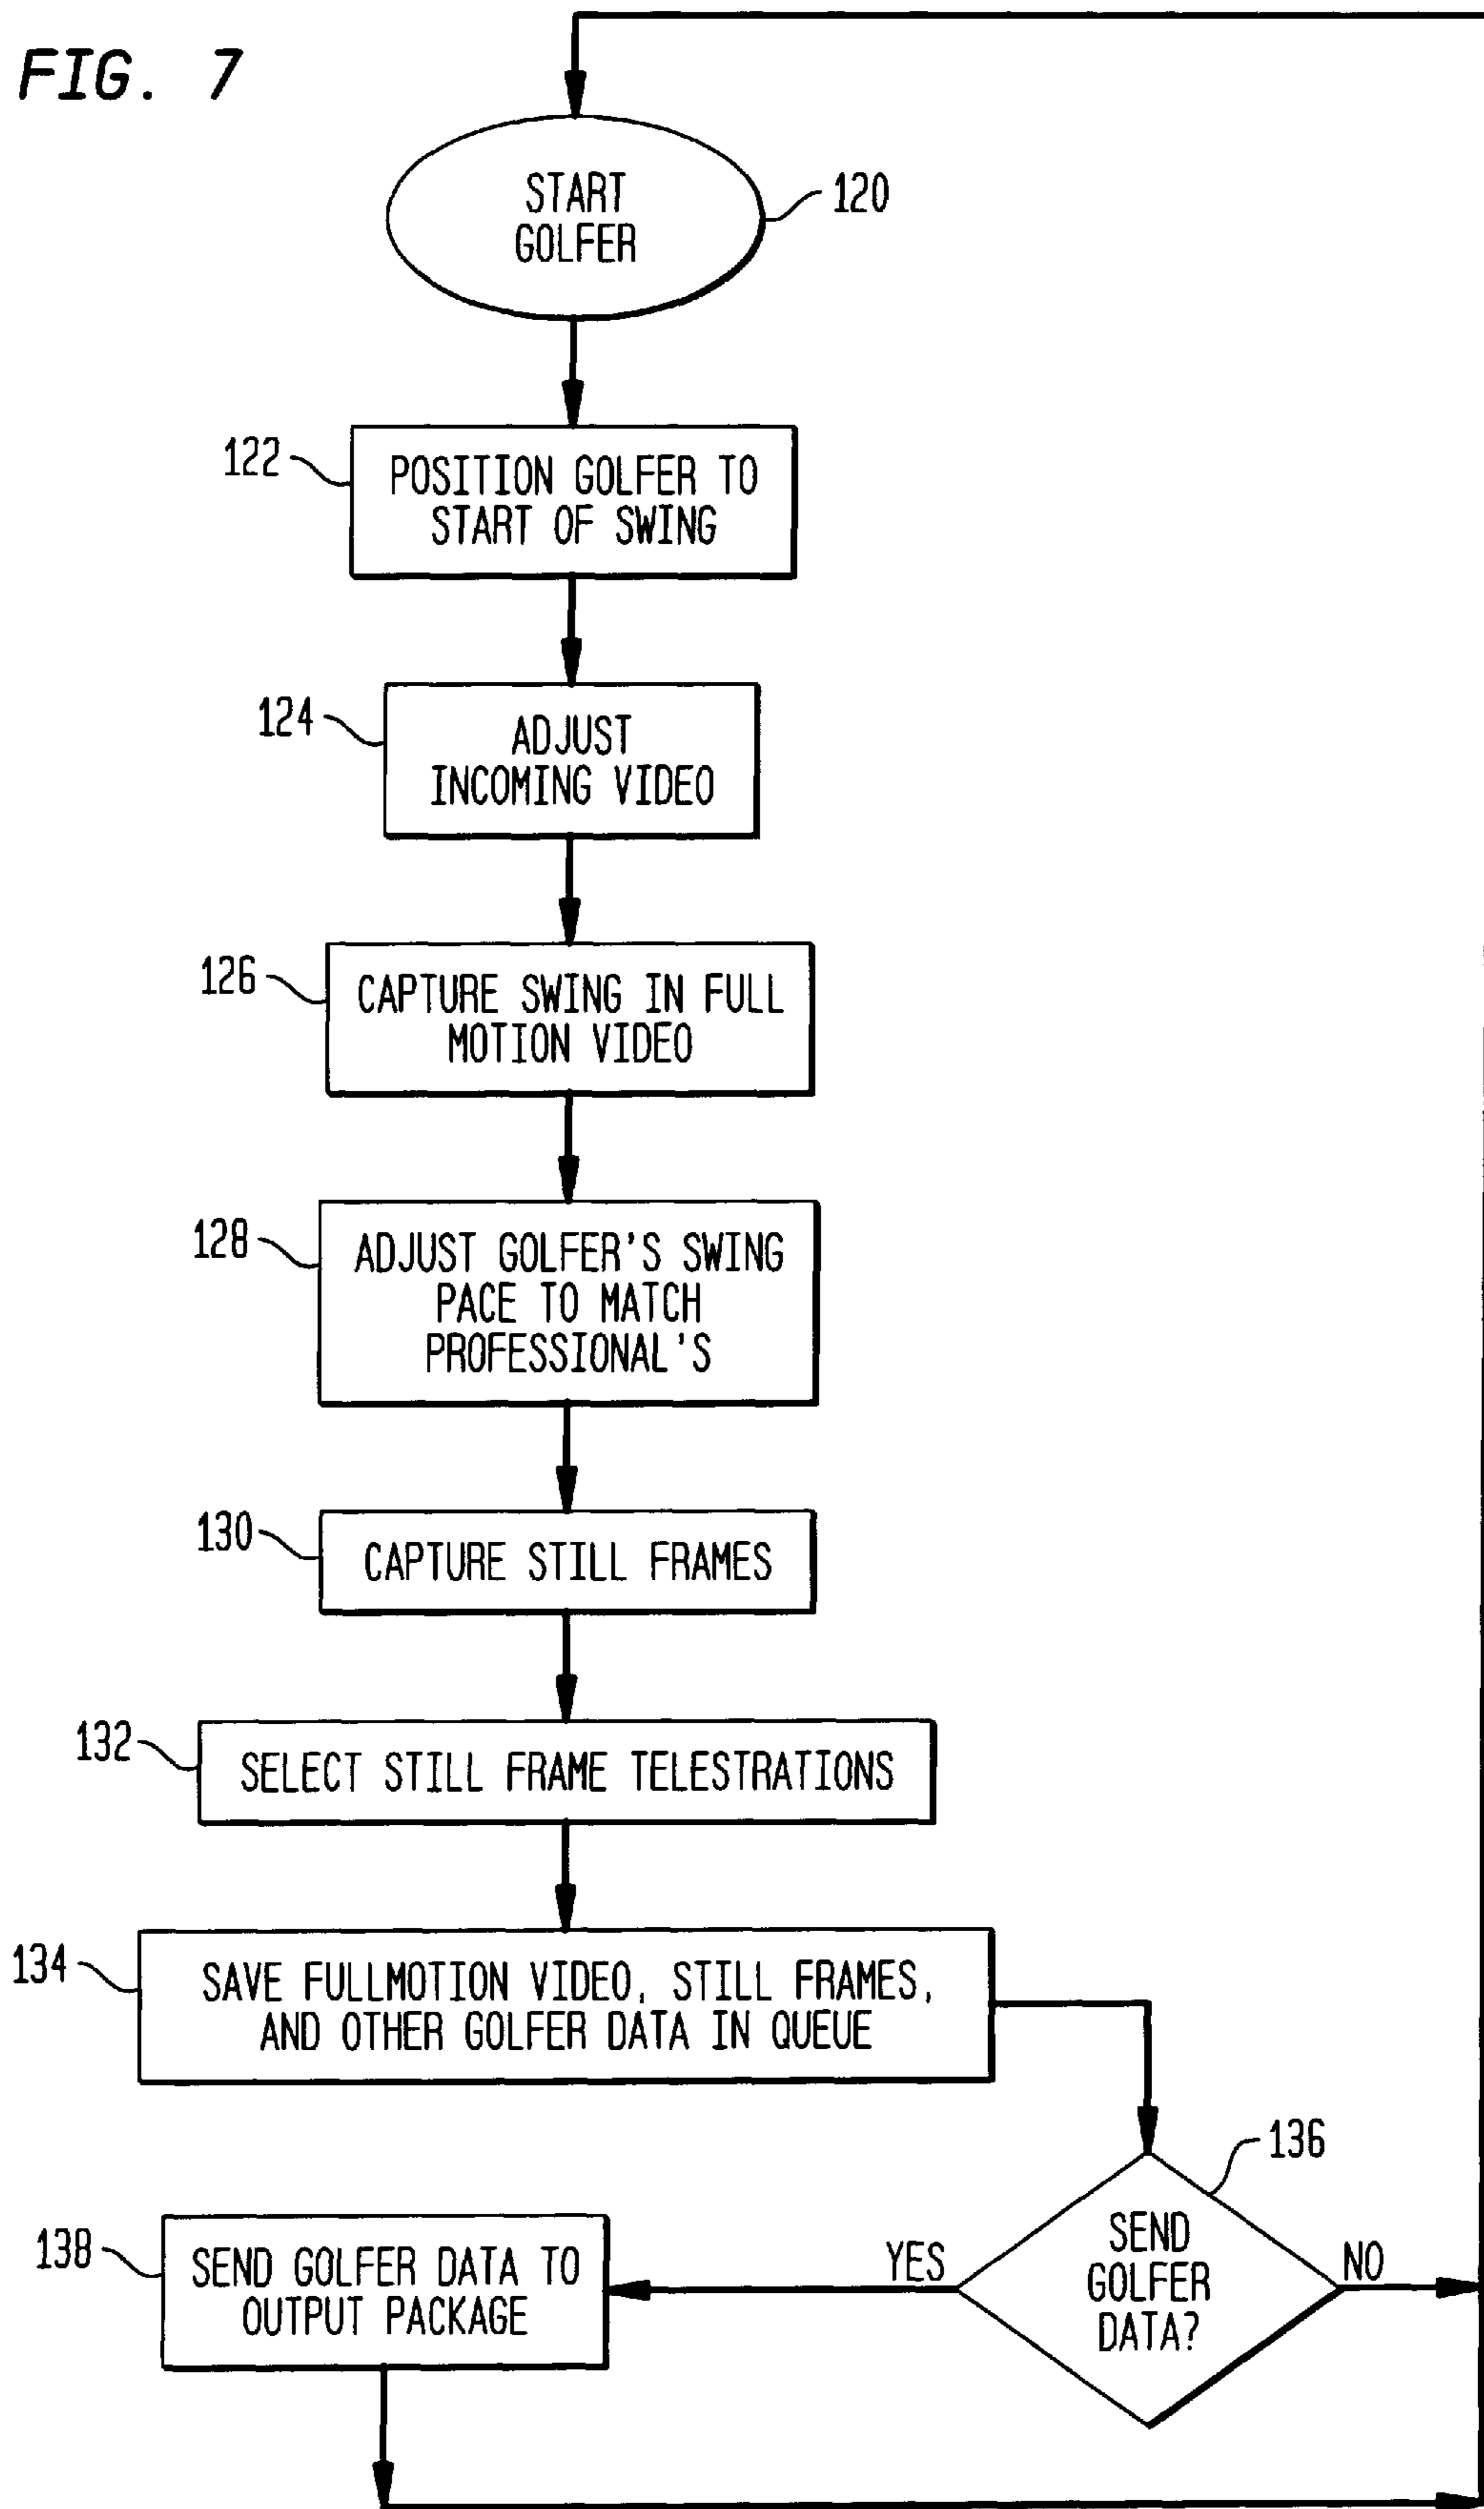 FIG. 7
START
GOLFER
120
122
POSITION GOLFER TO
START OF SWING
124
ADJUST
INCOMING VIDEO
126
CAPTURE SWING IN FULL
MOTION VIDEO
128
ADJUST GOLFER'S SWING
PACE TO MATCH
PROFESSIONAL'S
130
CAPTURE STILL FRAMES
132
SELECT STILL FRAME TELESTRATIONS
134
SAVE FULLMOTION VIDEO, STILL FRAMES,
AND OTHER GOLFER DATA IN QUEUE
136
SEND
GOLFER
DATA?
YES
NO
138
SEND GOLFER DATA TO
OUTPUT PACKAGE